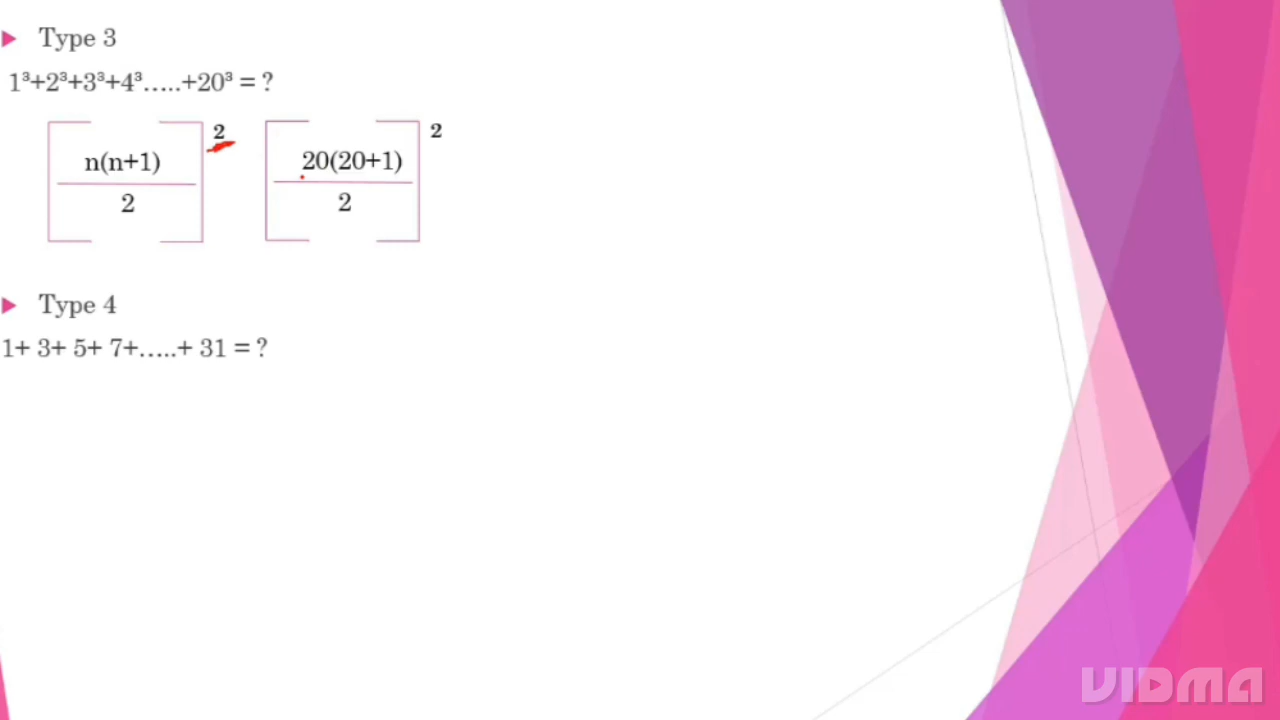 Type 3
1³+2³+3³+4³.....+20³ = ?
2 2
n(n+1) 20(20+1)
2 2
Type 4
1+ 3+ 5+ 7+.....+ 31 = ?
VIDMA